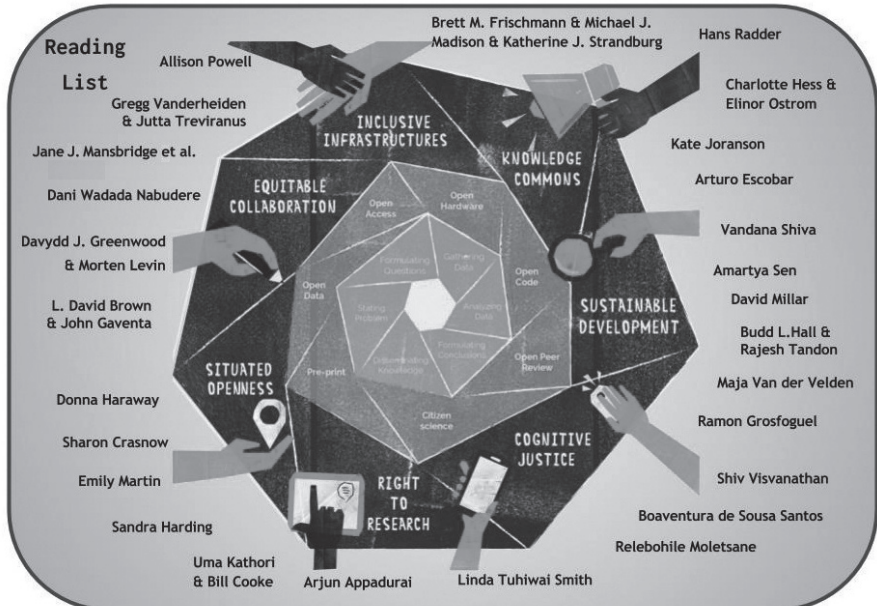 Reading
List
Allison Powell
Gregg Vanderheiden
& Jutta Treviranus
Jane J. Mansbridge et al.
Dani Wadada Nabudere
Davydd J. Greenwood
& Morten Levin
L. David Brown
& John Gaventa
Donna Haraway
Sharon Crasnow
Emily Martin
Sandra Harding
Uma Kathori
& Bill Cooke
Arjun Appadurai
Linda Tuhiwai Smith
Brett M. Frischmann & Michael J.
Madison & Katherine J. Strandburg
Hans Radder
Charlotte Hess &
Elinor Ostrom
Kate Joranson
Arturo Escobar
Vandana Shiva
Amartya Sen
David Millar
Budd L.Hall &
Rajesh Tandon
Maja Van der Velden
Ramon Grosfoguel
Shiv Visvanathan
Boaventura de Sousa Santos
Relebohile Moletsane
INCLUSIVE
INFRASTRUCTURES
KNOWLEDGE
COMMONS
EQUITABLE
COLLABORATION
SUSTAINABLE
DEVELOPMENT
SITUATED
OPENNESS
COGNITIVE
JUSTICE
RIGHT
TO
RESEARCH
Open
Access
Open
Hardware
Open
Data
Open
Code
Pre-print
Open Peer
Review
Citizen
science
Formulating
Questions
Gathering
Data
Stating
Problem
Analysing
Data
Formulating
Conclusions
Disseminating
Knowledge